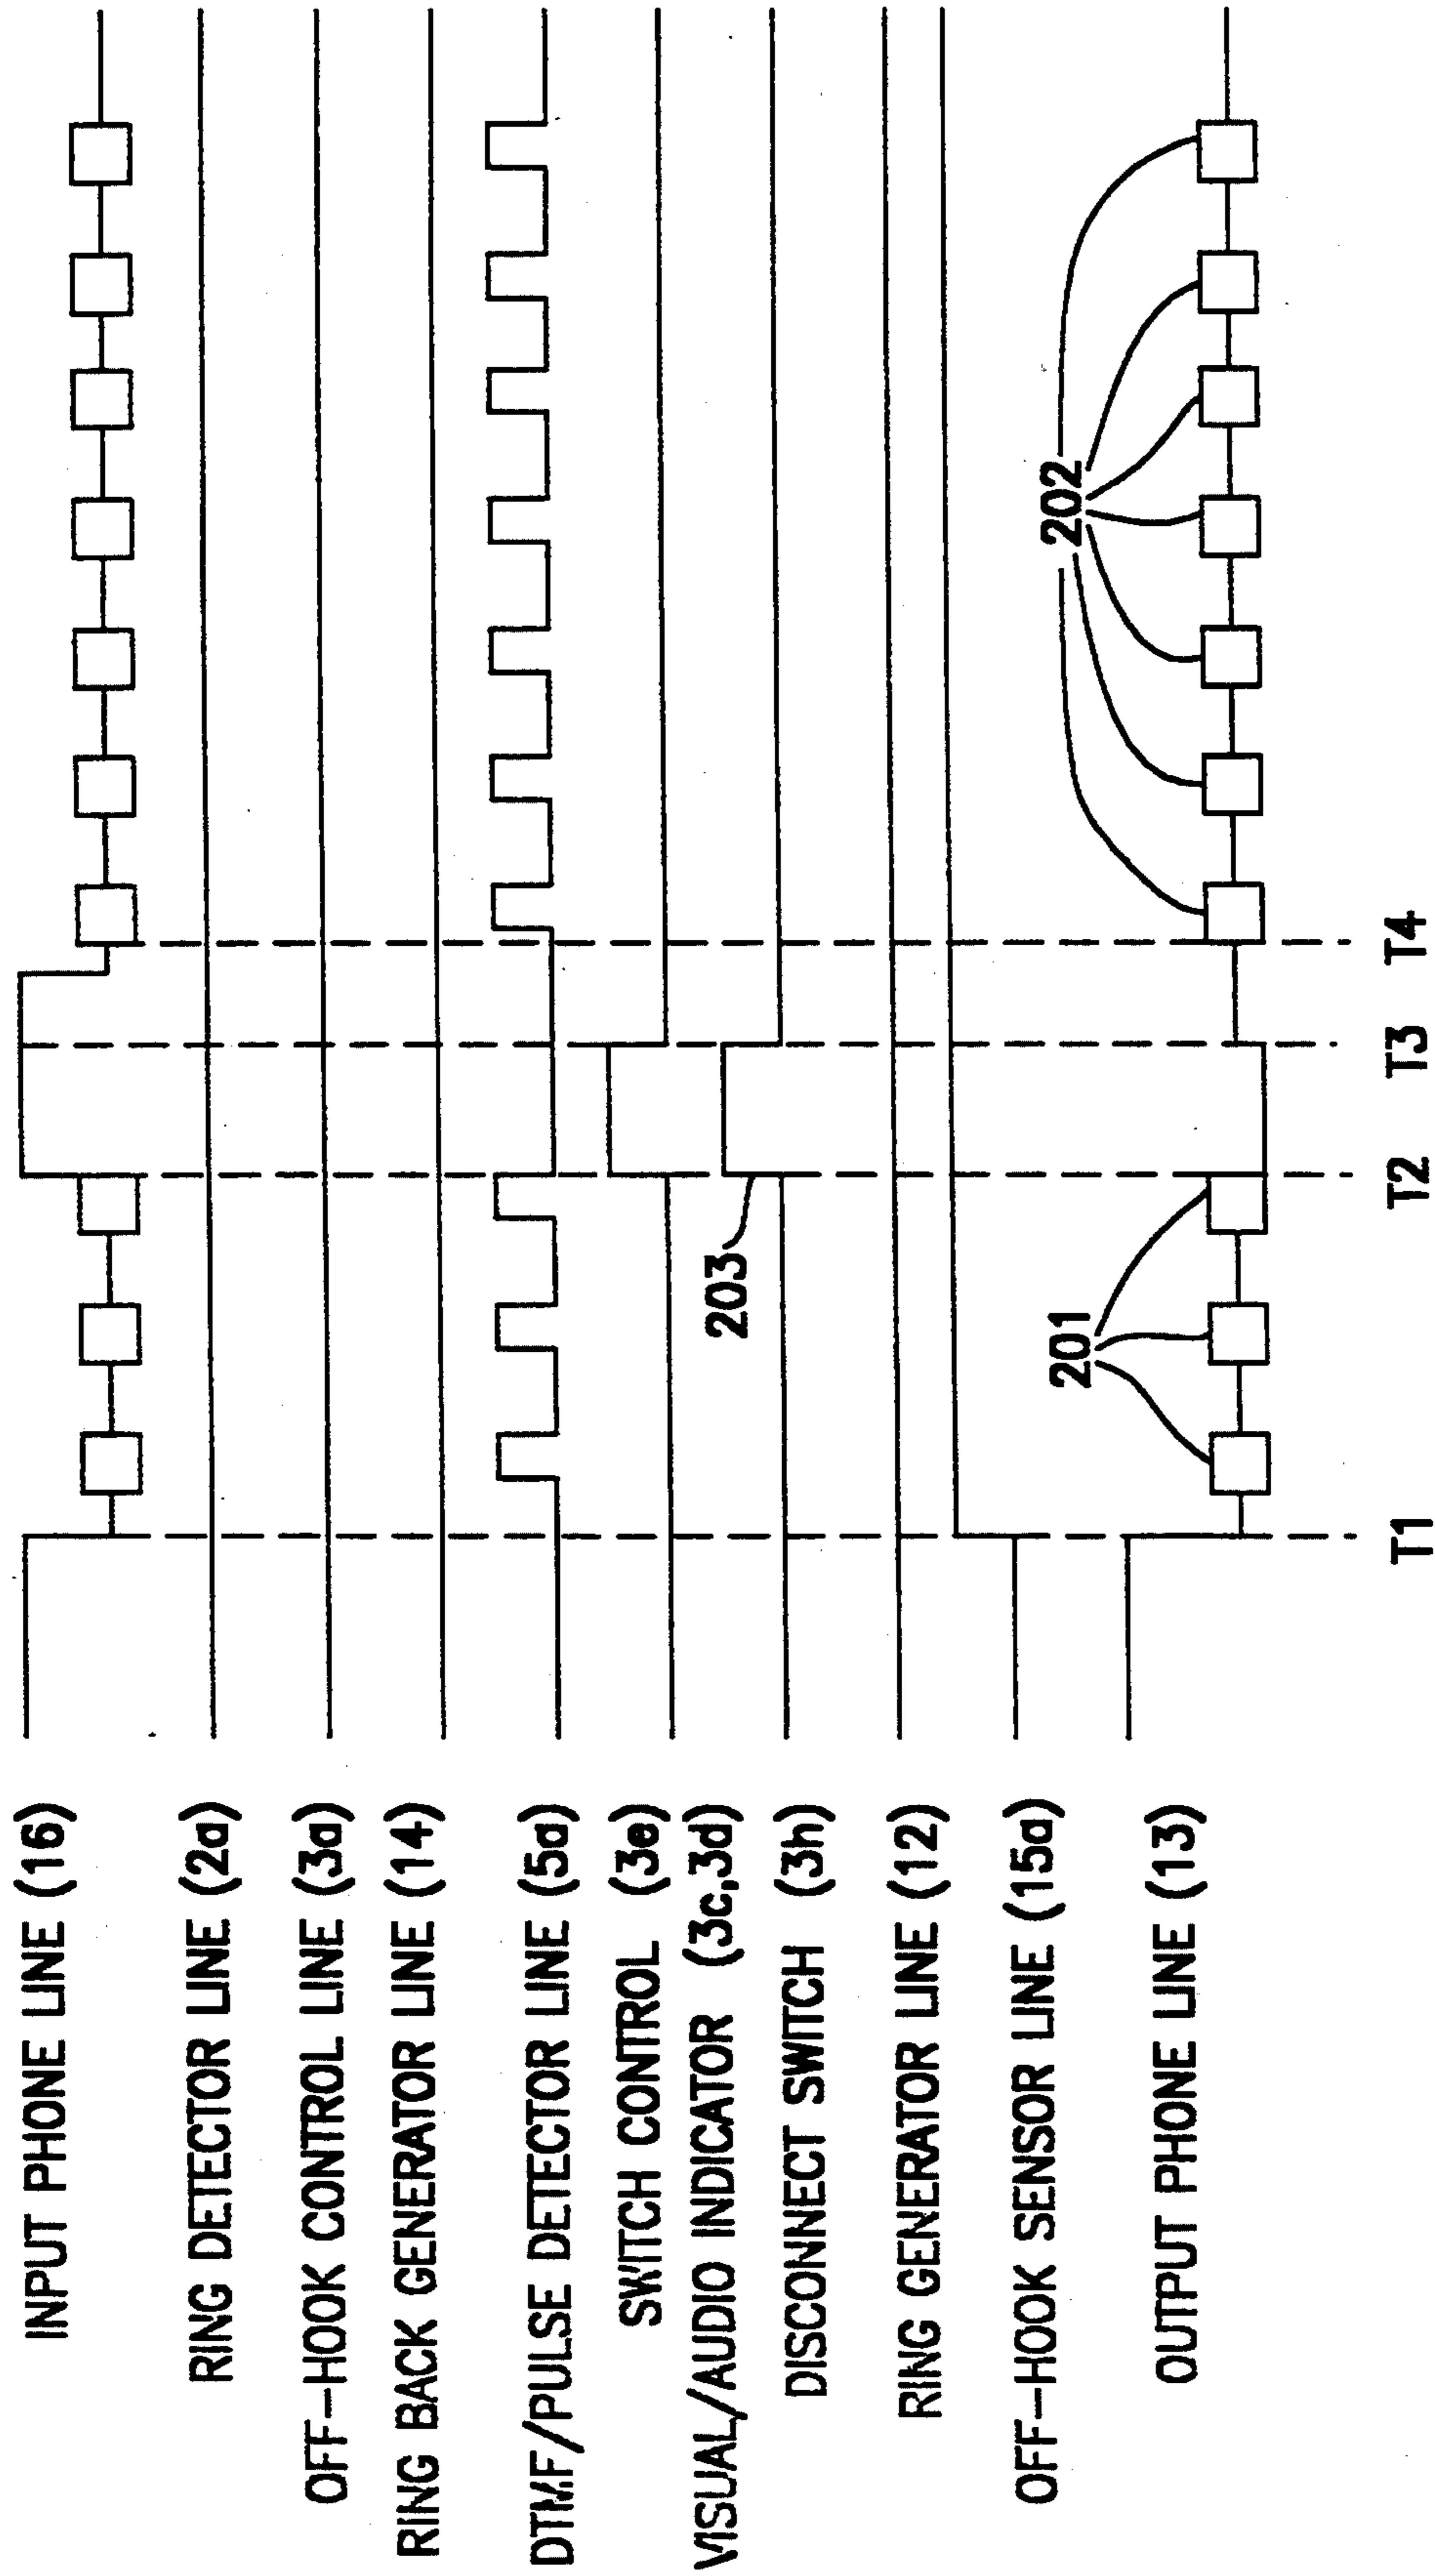 INPUT PHONE LINE (16)
RING DETECTOR LINE (2a)
OFF-HOOK CONTROL LINE (3a)
RING BACK GENERATOR LINE (14)
DTMF/PULSE DETECTOR LINE (5a)
SWITCH CONTROL (3e)
VISUAL/AUDIO INDICATOR (3c,3d)
203
DISCONNECT SWITCH (3h)
RING GENERATOR LINE (12)
OFF-HOOK SENSOR LINE (15a)
201
202
OUTPUT PHONE LINE (13)
T1 T2 T3 T4